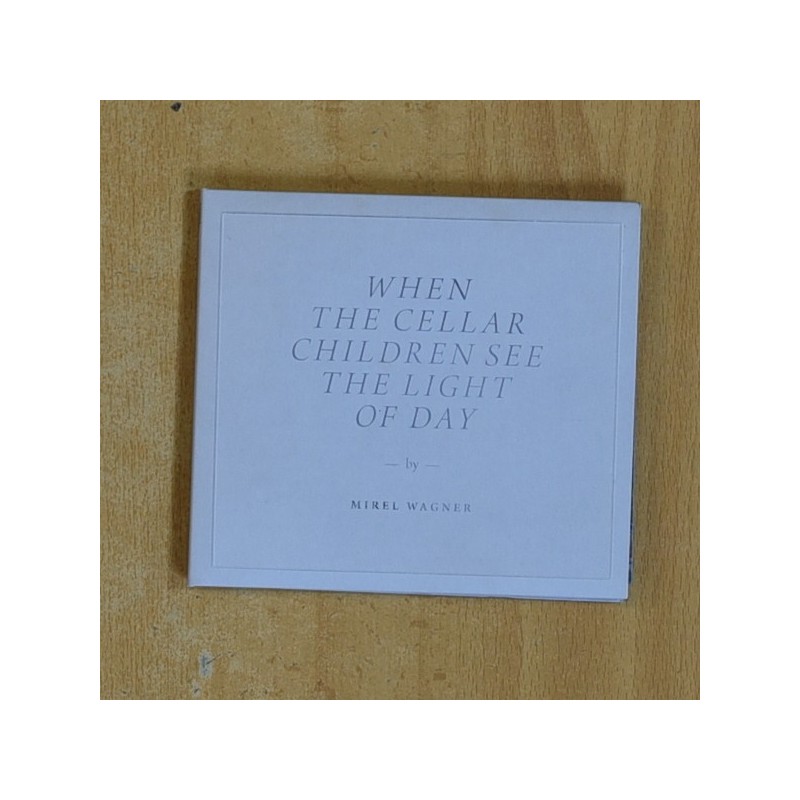 WHEN
THE CELLAR
CHILDREN SEE
THE LIGHT
OF DAY
— by —
MIREL WAGNER